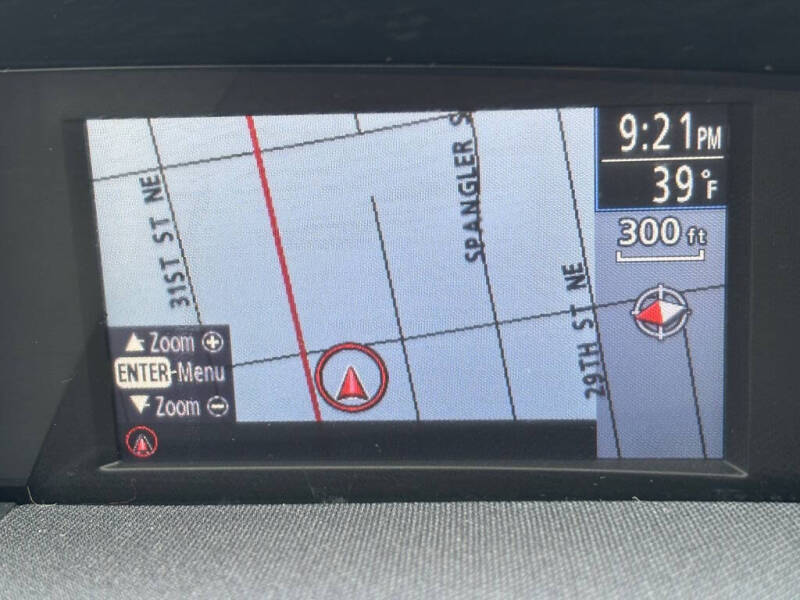 9:21PM
39°F
300 ft
31ST ST NE
SPANGLER S
29TH ST NE
Zoom +
ENTER-Menu
Zoom −